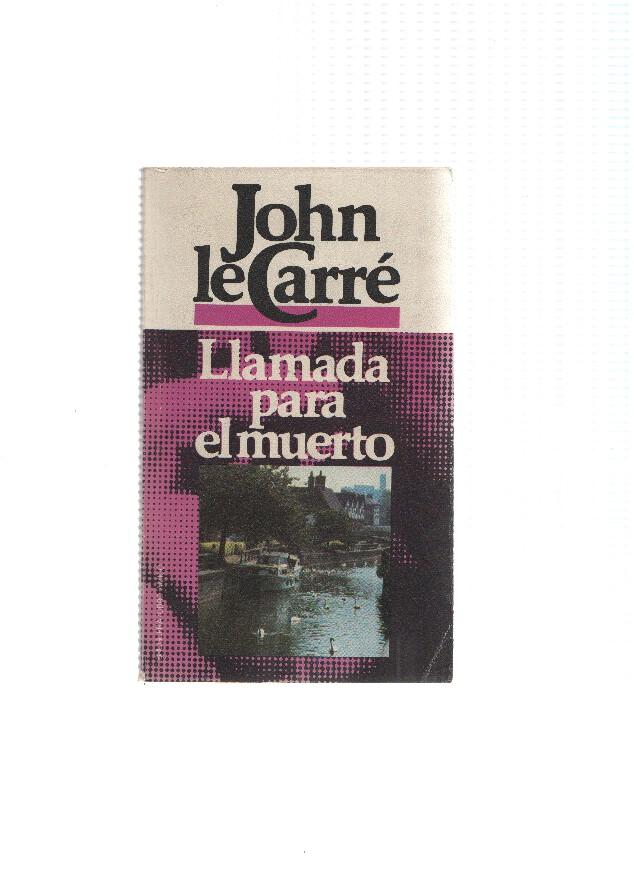 John
le Carré
Llamada
para
el muerto